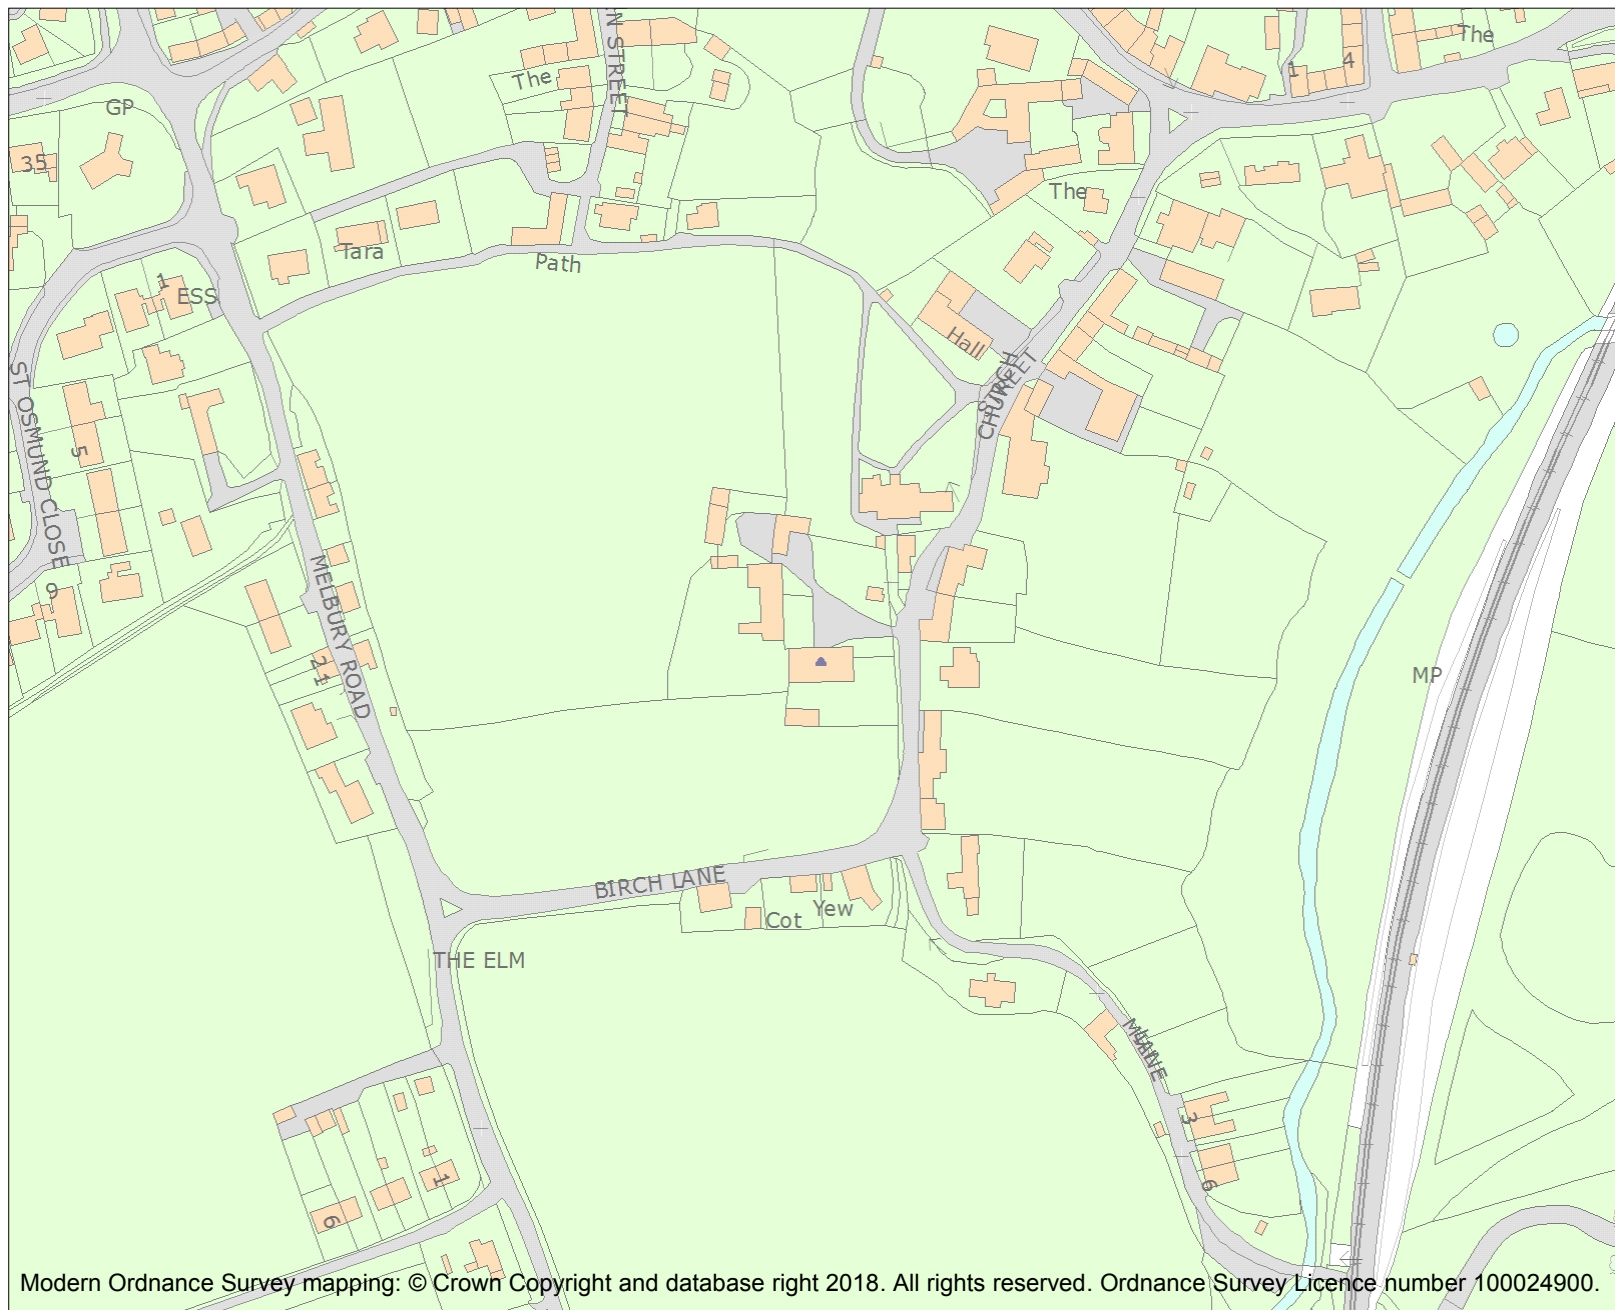 N STREET
The
The
1
4
GP
35
The
Tara
Path
1
ESS
Hall
CHURCH
STREET
ST OSMUND CLOSE
5
9
MELBURY ROAD
21
MP
BIRCH LANE
Cot
Yew
THE ELM
LANE
3
6
1
6
Modern Ordnance Survey mapping: © Crown Copyright and database right 2018. All rights reserved. Ordnance Survey Licence number 100024900.